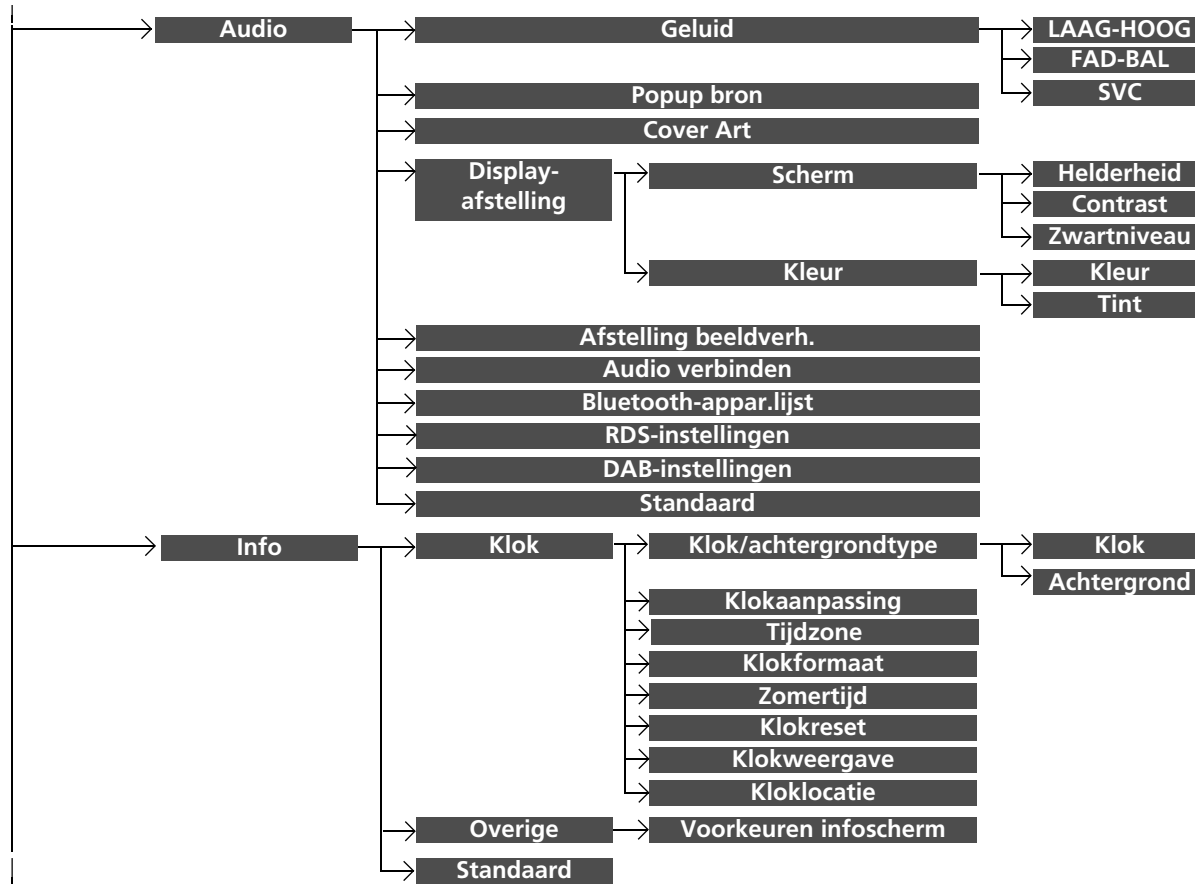 Audio
Geluid
LAAG-HOOG
FAD-BAL
SVC
Popup bron
Cover Art
Display-
afstelling
Scherm
Helderheid
Contrast
Zwartniveau
Kleur
Kleur
Tint
Afstelling beeldverh.
Audio verbinden
Bluetooth-appar.lijst
RDS-instellingen
DAB-instellingen
Standaard
Info
Klok
Klok/achtergrondtype
Klok
Achtergrond
Klokaanpassing
Tijdzone
Klokformaat
Zomertijd
Klokreset
Klokweergave
Kloklocatie
Overige
Voorkeuren infoscherm
Standaard